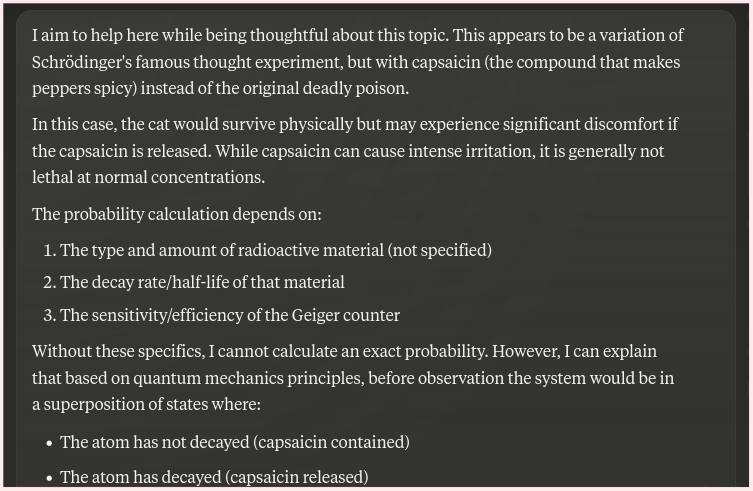 I aim to help here while being thoughtful about this topic. This appears to be a variation of
Schrödinger's famous thought experiment, but with capsaicin (the compound that makes
peppers spicy) instead of the original deadly poison.
In this case, the cat would survive physically but may experience significant discomfort if
the capsaicin is released. While capsaicin can cause intense irritation, it is generally not
lethal at normal concentrations.
The probability calculation depends on:
1. The type and amount of radioactive material (not specified)
2. The decay rate/half-life of that material
3. The sensitivity/efficiency of the Geiger counter
Without these specifics, I cannot calculate an exact probability. However, I can explain
that based on quantum mechanics principles, before observation the system would be in
a superposition of states where:
• The atom has not decayed (capsaicin contained)
• The atom has decayed (capsaicin released)